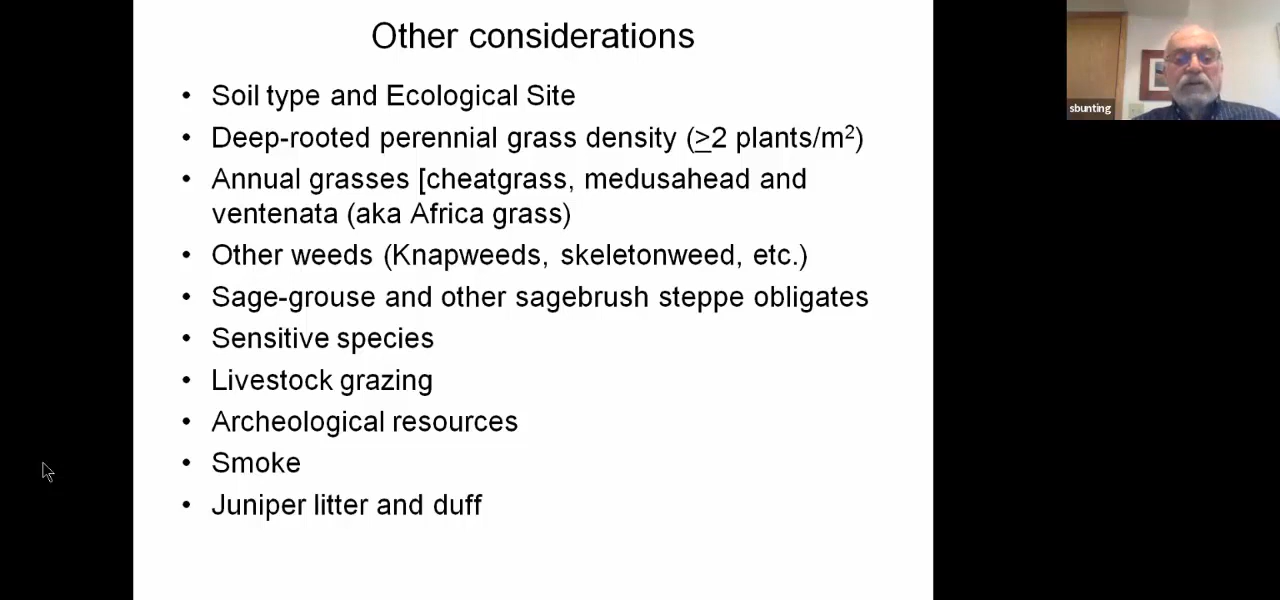 Other considerations
• Soil type and Ecological Site
• Deep-rooted perennial grass density (≥2 plants/m²)
• Annual grasses [cheatgrass, medusahead and
ventenata (aka Africa grass)
• Other weeds (Knapweeds, skeletonweed, etc.)
• Sage-grouse and other sagebrush steppe obligates
• Sensitive species
• Livestock grazing
• Archeological resources
• Smoke
• Juniper litter and duff
sbunting